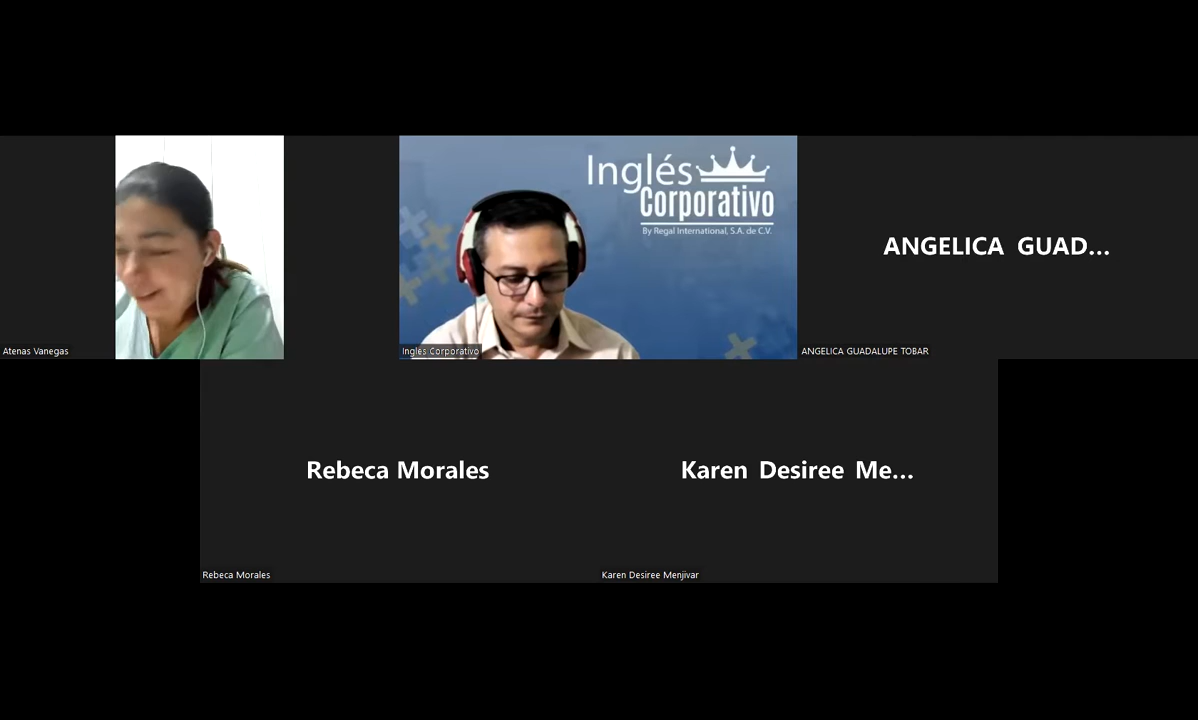 Inglés
Corporativo
By Regal International, S.A. de C.V.
ANGELICA GUAD...
Atenas Vanegas
Inglés Corporativo
ANGELICA GUADALUPE TOBAR
Rebeca Morales
Karen Desiree Me...
Rebeca Morales
Karen Desiree Menjivar